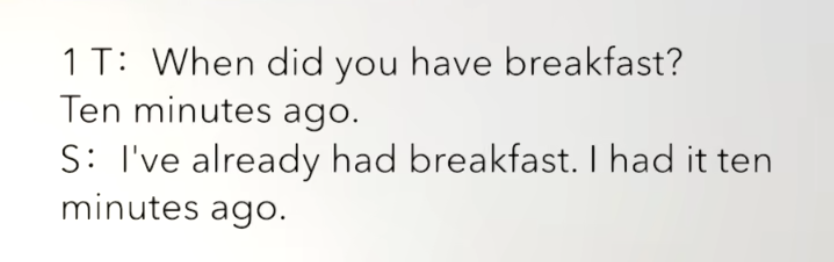 1 T: When did you have breakfast?
Ten minutes ago.
S: I've already had breakfast. I had it ten
minutes ago.